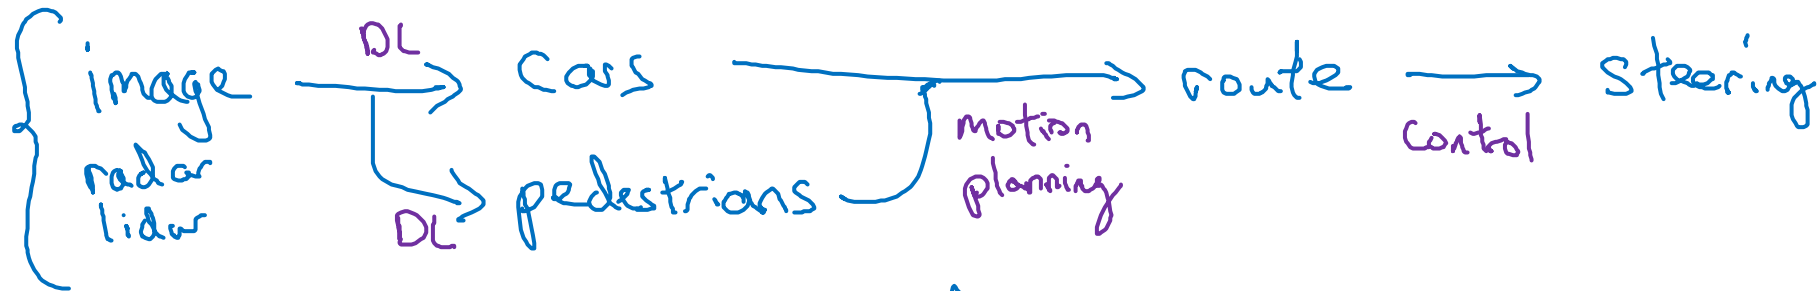 DL
image
cars
route
steering
radar
lidar
DL
pedestrians
motion
planning
control